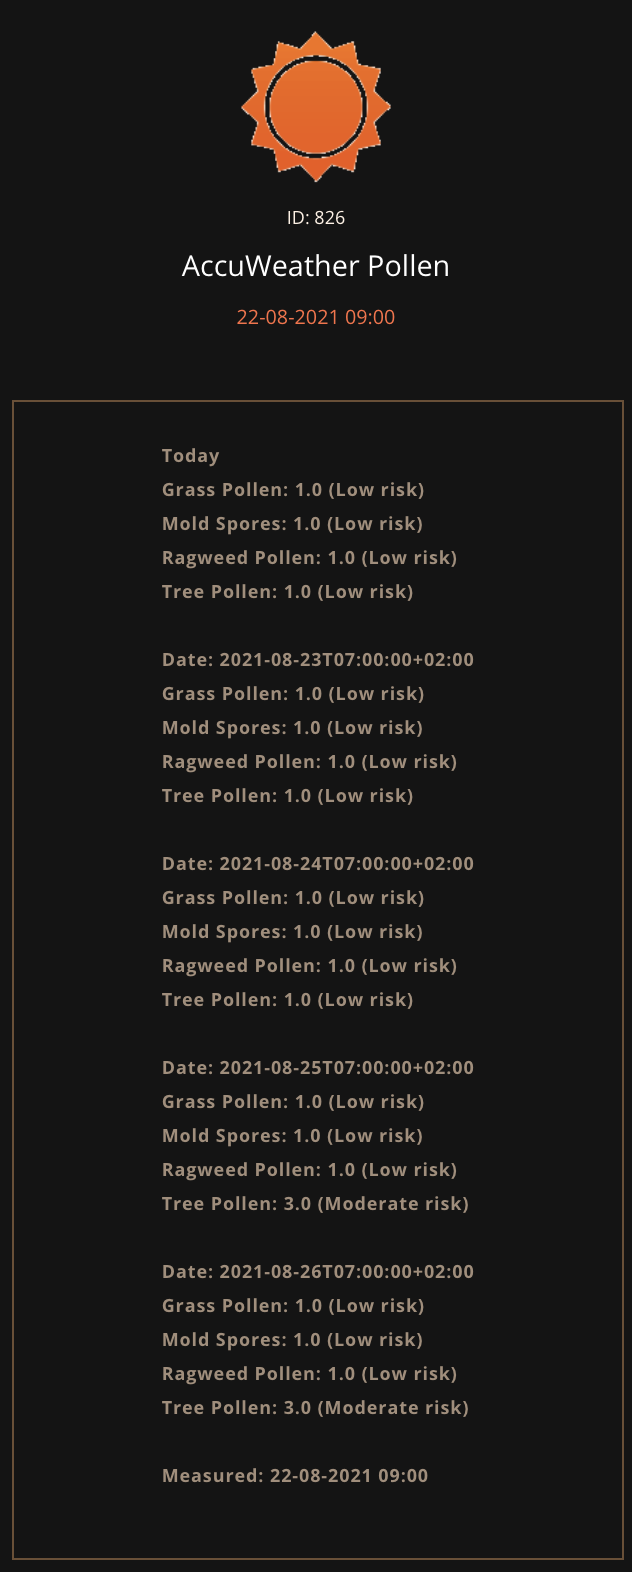 ID: 826
AccuWeather Pollen
22-08-2021 09:00
Today
Grass Pollen: 1.0 (Low risk)
Mold Spores: 1.0 (Low risk)
Ragweed Pollen: 1.0 (Low risk)
Tree Pollen: 1.0 (Low risk)
Date: 2021-08-23T07:00:00+02:00
Grass Pollen: 1.0 (Low risk)
Mold Spores: 1.0 (Low risk)
Ragweed Pollen: 1.0 (Low risk)
Tree Pollen: 1.0 (Low risk)
Date: 2021-08-24T07:00:00+02:00
Grass Pollen: 1.0 (Low risk)
Mold Spores: 1.0 (Low risk)
Ragweed Pollen: 1.0 (Low risk)
Tree Pollen: 1.0 (Low risk)
Date: 2021-08-25T07:00:00+02:00
Grass Pollen: 1.0 (Low risk)
Mold Spores: 1.0 (Low risk)
Ragweed Pollen: 1.0 (Low risk)
Tree Pollen: 3.0 (Moderate risk)
Date: 2021-08-26T07:00:00+02:00
Grass Pollen: 1.0 (Low risk)
Mold Spores: 1.0 (Low risk)
Ragweed Pollen: 1.0 (Low risk)
Tree Pollen: 3.0 (Moderate risk)
Measured: 22-08-2021 09:00